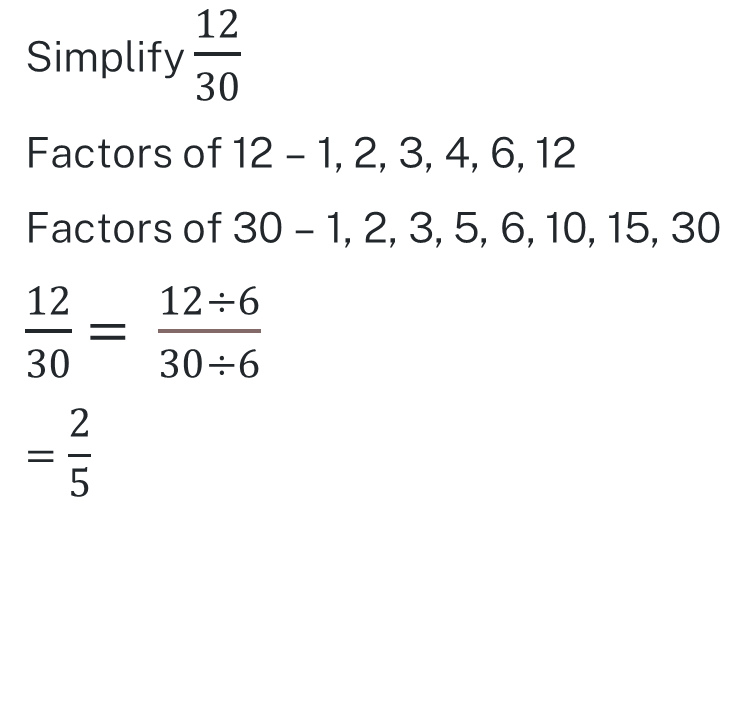 Simplify 12/30
Factors of 12 – 1, 2, 3, 4, 6, 12
Factors of 30 – 1, 2, 3, 5, 6, 10, 15, 30
12/30 = 12÷6/30÷6
= 2/5